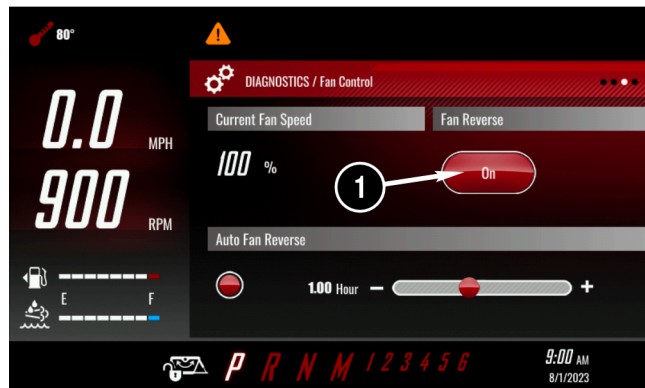 80°
DIAGNOSTICS / Fan Control
Current Fan Speed
Fan Reverse
0.0 MPH
100 %
1
On
900 RPM
Auto Fan Reverse
1.00 Hour − +
E F
P R N M 1 2 3 4 5 6
9:00 AM
8/1/2023